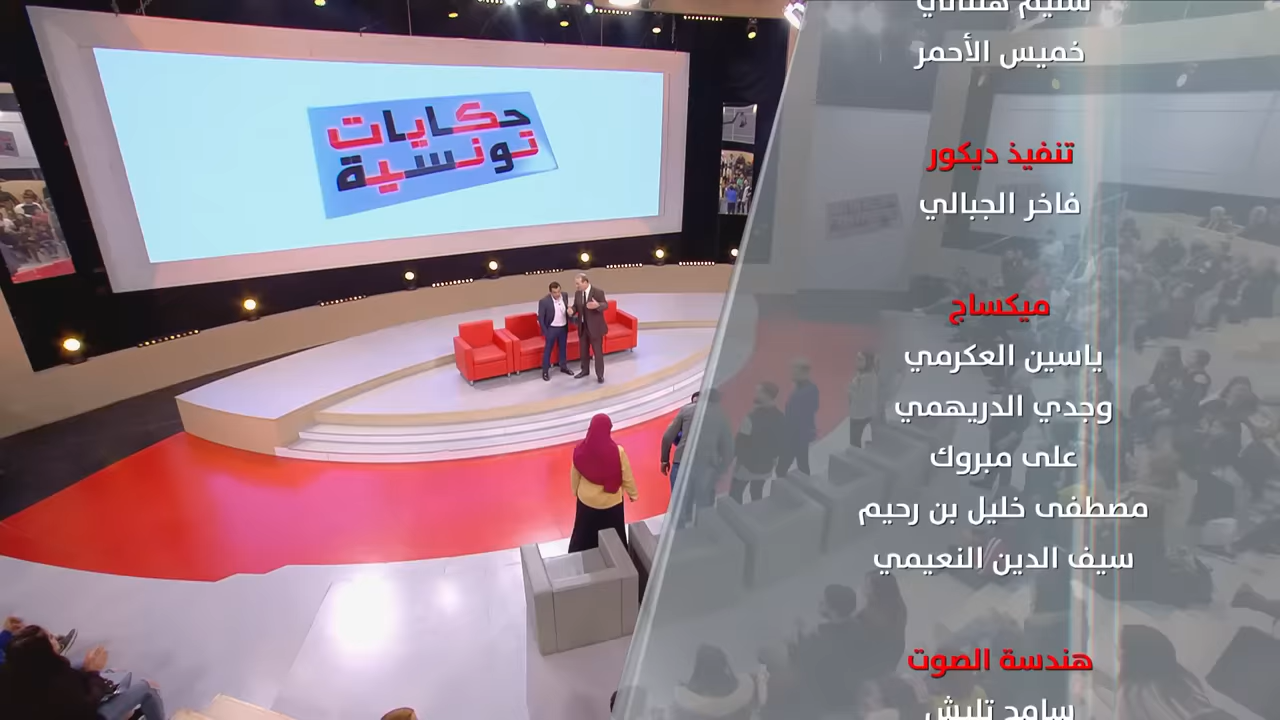 حكايات
تونسية
خميس الأحمر
تنفيذ ديكور
فاخر الجبالي
ميكساج
ياسين العكرمي
وجدي الدريهمي
على مبروك
مصطفى خليل بن رحيم
سيف الدين النعيمي
هندسة الصوت
سامح